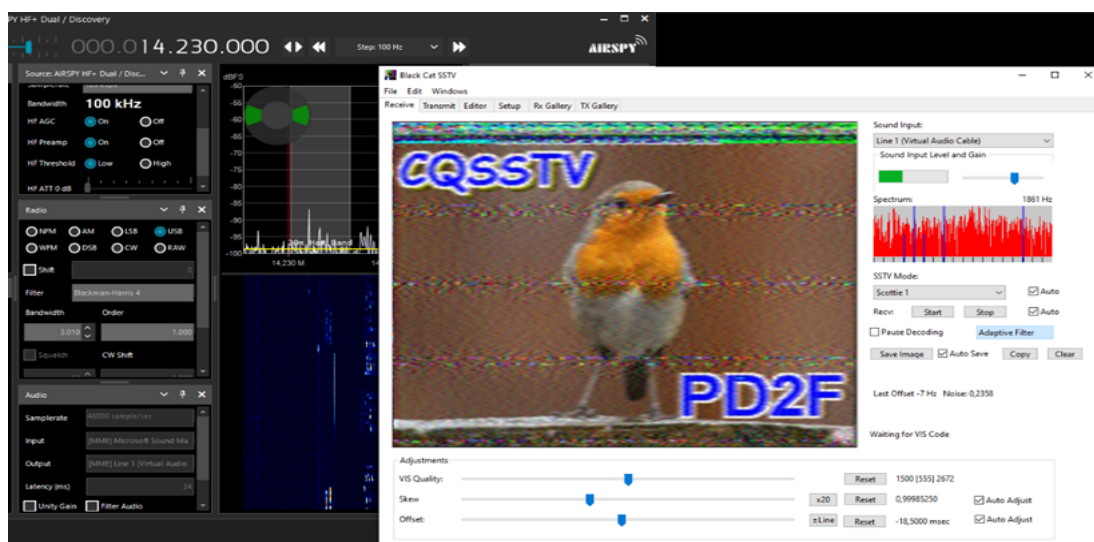 PY HF+ Dual / Discovery
000.014.230.000
Step: 100 Hz
AIRSPY
Source: AIRSPY HF+ Dual / Disc...
Bandwidth 100 kHz
HF AGC On Off
HF Preamp On Off
HF Threshold Low High
HF ATT 0 dB
Radio
NFM AM LSB USB
WFM DSB CW RAW
Shift 0
Filter Blackman-Harris 4
Bandwidth Order
3.010 1.000
Squelch CW Shift
Audio
Samplerate 48000 sample/sec
Input [MME] Microsoft Sound Ma
Output [MME] Line 1 (Virtual Audio
Latency (ms) 24
Unity Gain Filter Audio
dBFS
-50
-55
-60
-65
-70
-75
-80
-85
-90
-95
-100
20m Ham Band
14,230 M
Black Cat SSTV
File Edit Windows
Receive Transmit Editor Setup Rx Gallery TX Gallery
CQSSTV
PD2F
Sound Input:
Line 1 (Virtual Audio Cable)
Sound Input Level and Gain
Spectrum: 1861 Hz
SSTV Mode:
Scottie 1 Auto
Recv: Start Stop Auto
Pause Decoding Adaptive Filter
Save Image Auto Save Copy Clear
Last Offset -7 Hz Noise: 0,2358
Waiting for VIS Code
Adjustments
VIS Quality: Reset 1500 [555] 2672
Skew x20 Reset 0,99985250 Auto Adjust
Offset: ±Line Reset -18,5000 msec Auto Adjust